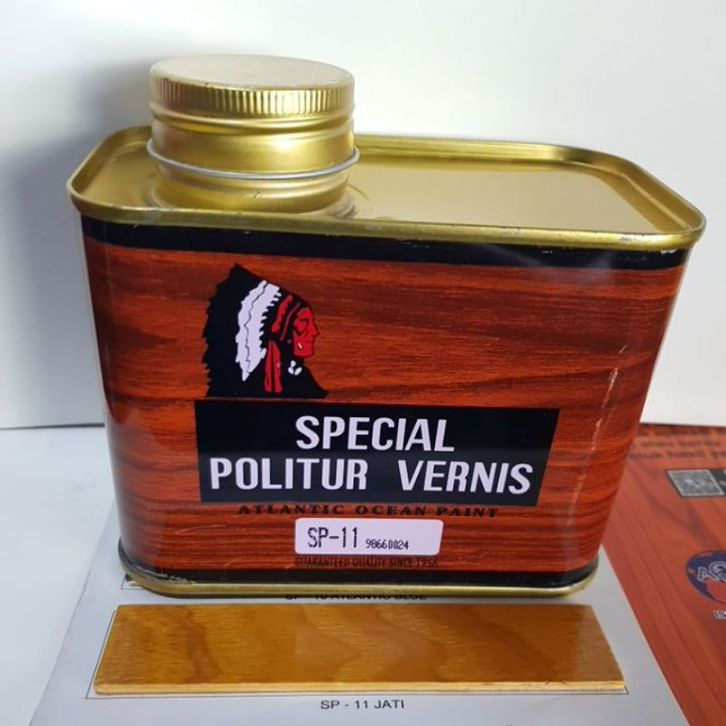 SPECIAL
POLITUR VERNIS
ATLANTIC OCEAN PAINT
SP-11 98660024
GUARANTEED QUALITY SINCE 1956
SP - 11 JATI